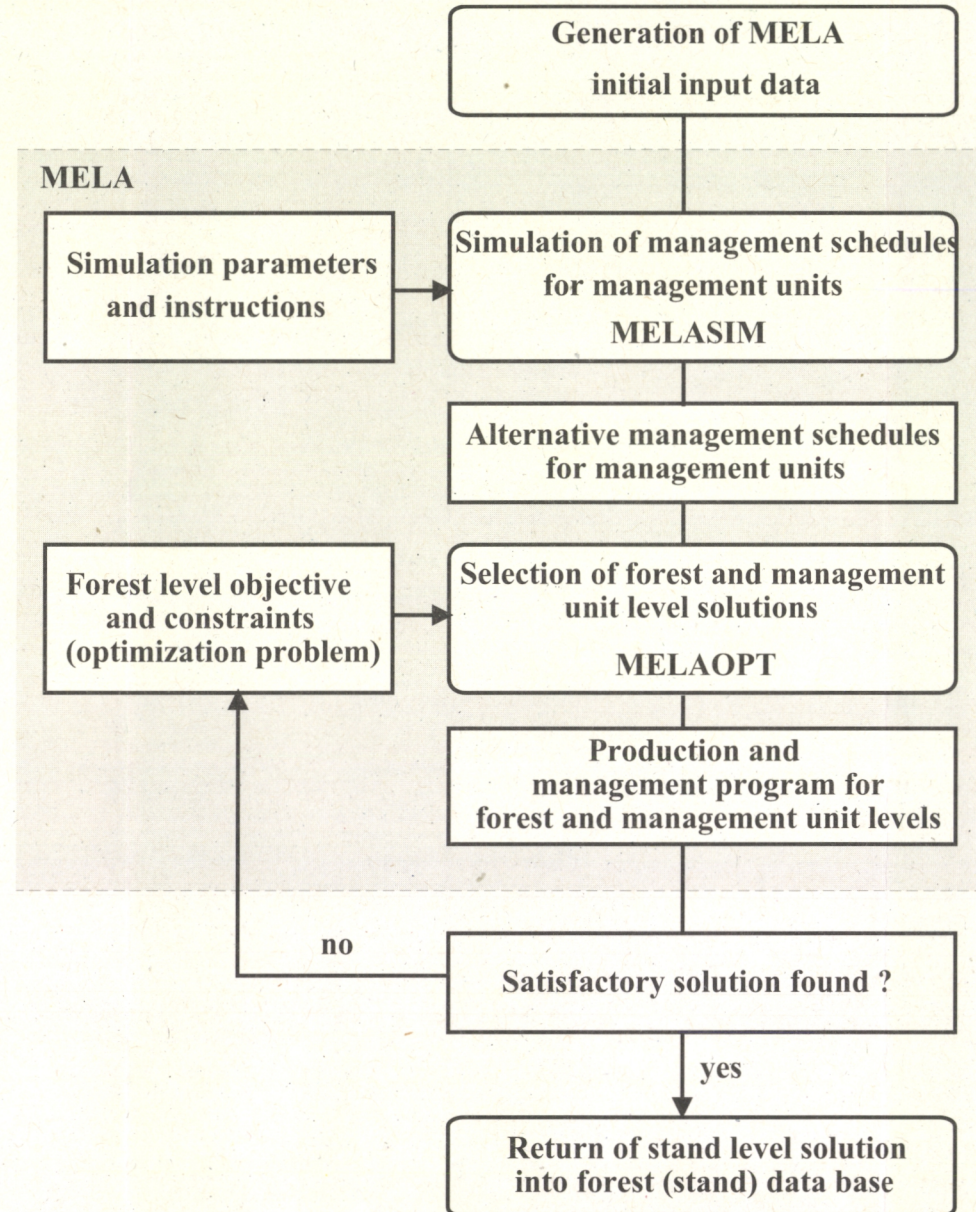 Generation of MELA
initial input data
MELA
Simulation parameters
and instructions
Simulation of management schedules
for management units
MELASIM
Alternative management schedules
for management units
Forest level objective
and constraints
(optimization problem)
Selection of forest and management
unit level solutions
MELAOPT
Production and
management program for
forest and management unit levels
no
Satisfactory solution found ?
yes
Return of stand level solution
into forest (stand) data base